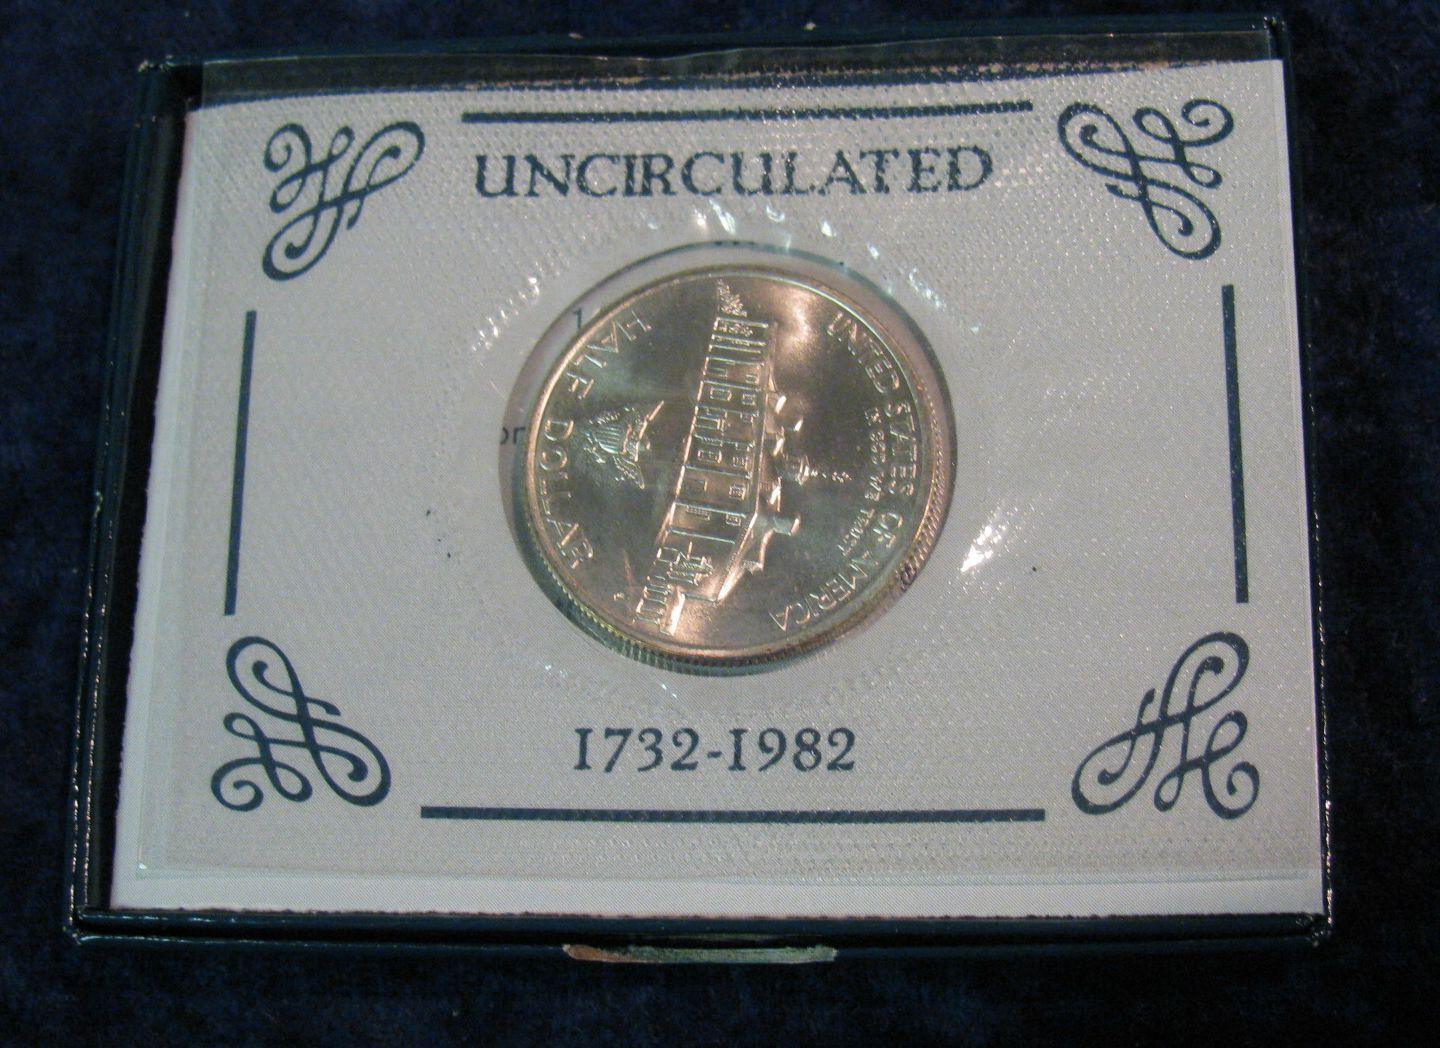 UNCIRCULATED
UNITED STATES OF AMERICA
IN GOD WE TRUST
HALF DOLLAR
1732-1982